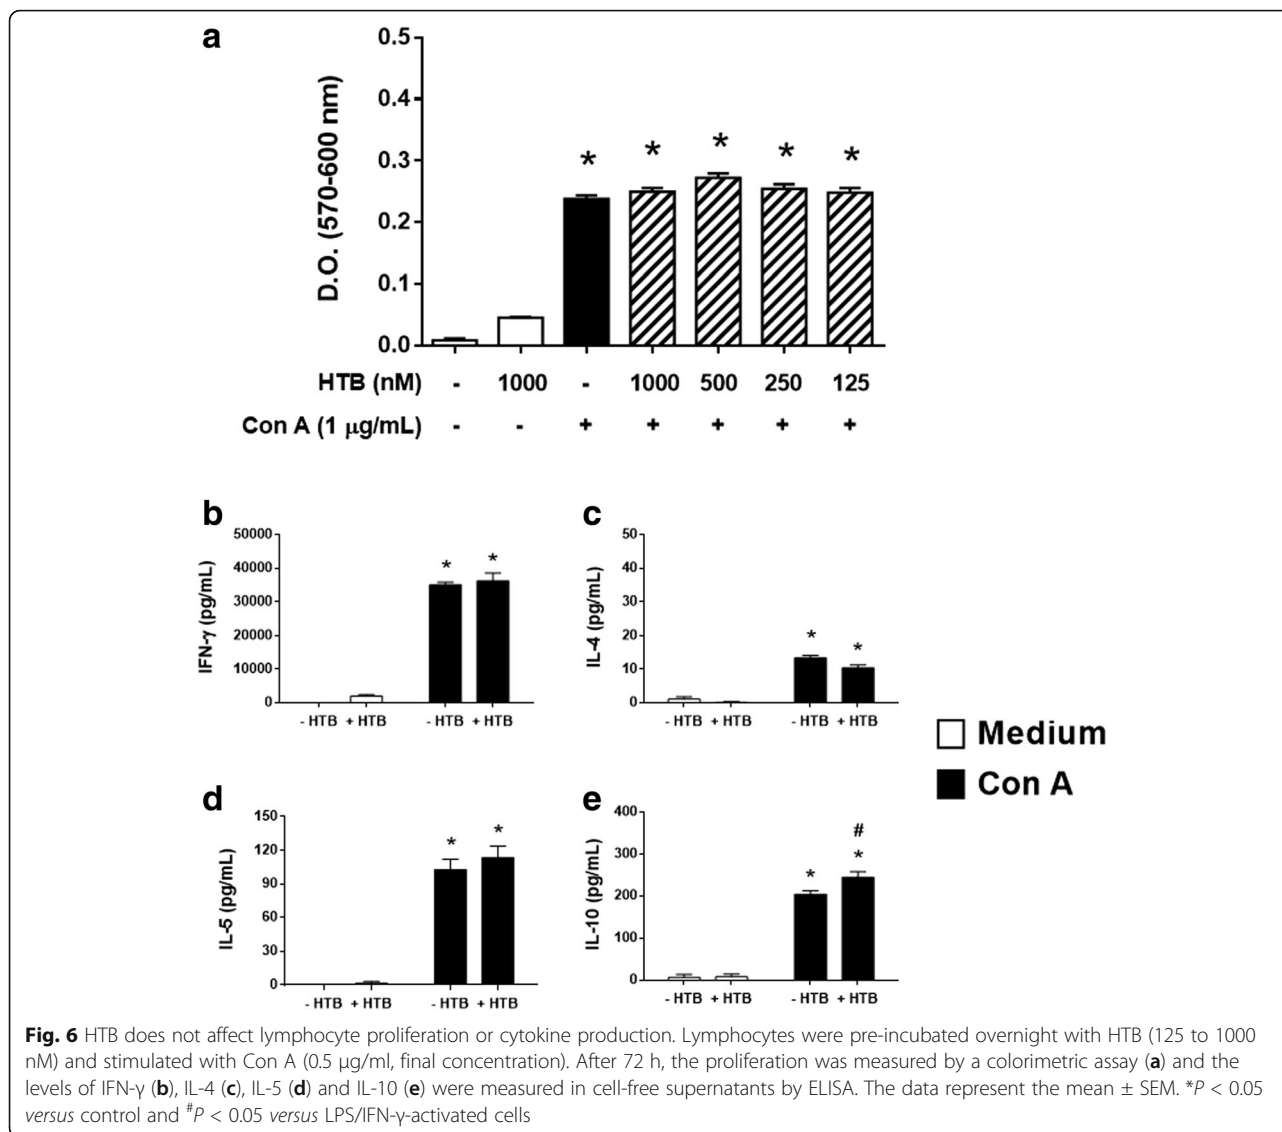 a
0.5
0.4
0.3
0.2
0.1
0.0
D.O. (570-600 nm)
* * * * *
HTB (nM) - 1000 - 1000 500 250 125
Con A (1 µg/mL) - - + + + + +
b
50000
40000
30000
20000
10000
0
IFN-γ (pg/mL)
* *
- HTB + HTB - HTB + HTB
c
50
40
30
20
10
0
IL-4 (pg/mL)
* *
- HTB + HTB - HTB + HTB
Medium
Con A
d
150
120
90
60
30
0
IL-5 (pg/mL)
* *
- HTB + HTB - HTB + HTB
e
400
300
200
100
0
IL-10 (pg/mL)
#
* *
- HTB + HTB - HTB + HTB
Fig. 6 HTB does not affect lymphocyte proliferation or cytokine production. Lymphocytes were pre-incubated overnight with HTB (125 to 1000
nM) and stimulated with Con A (0.5 µg/ml, final concentration). After 72 h, the proliferation was measured by a colorimetric assay (a) and the
levels of IFN-γ (b), IL-4 (c), IL-5 (d) and IL-10 (e) were measured in cell-free supernatants by ELISA. The data represent the mean ± SEM. *P < 0.05
versus control and #P < 0.05 versus LPS/IFN-γ-activated cells